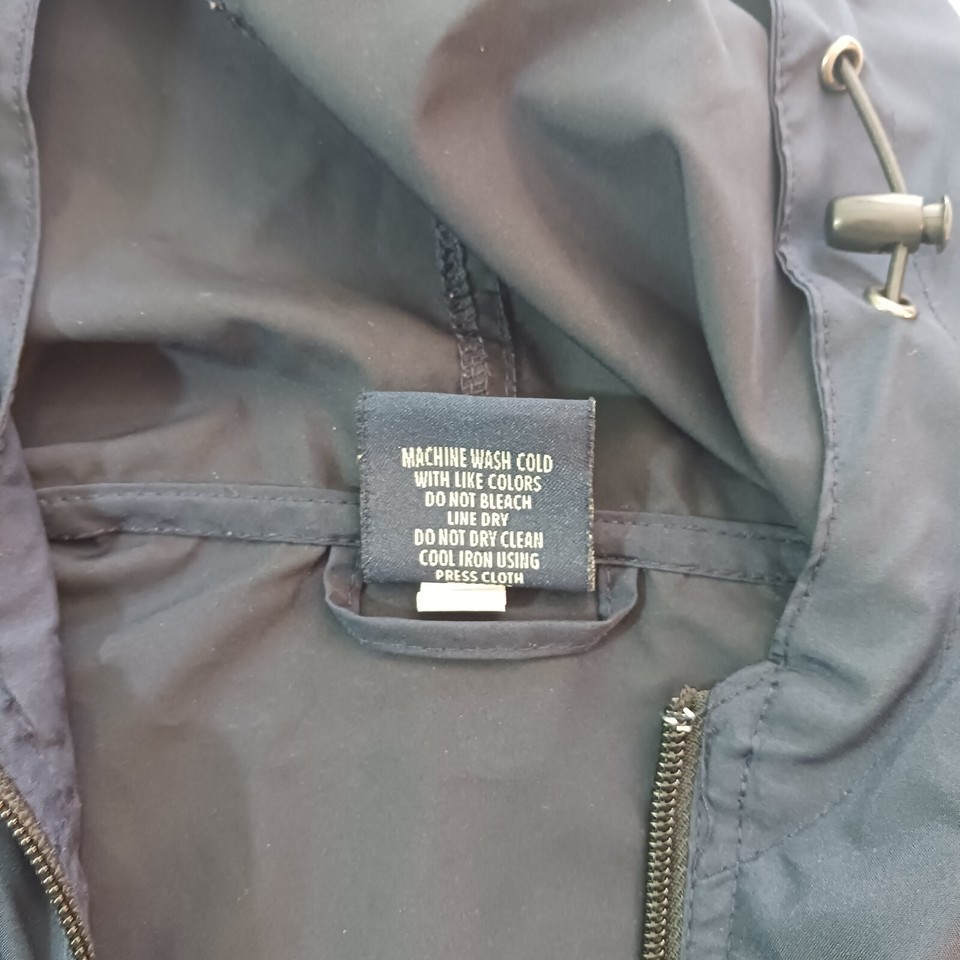 MACHINE WASH COLD
WITH LIKE COLORS
DO NOT BLEACH
LINE DRY
DO NOT DRY CLEAN
COOL IRON USING
PRESS CLOTH